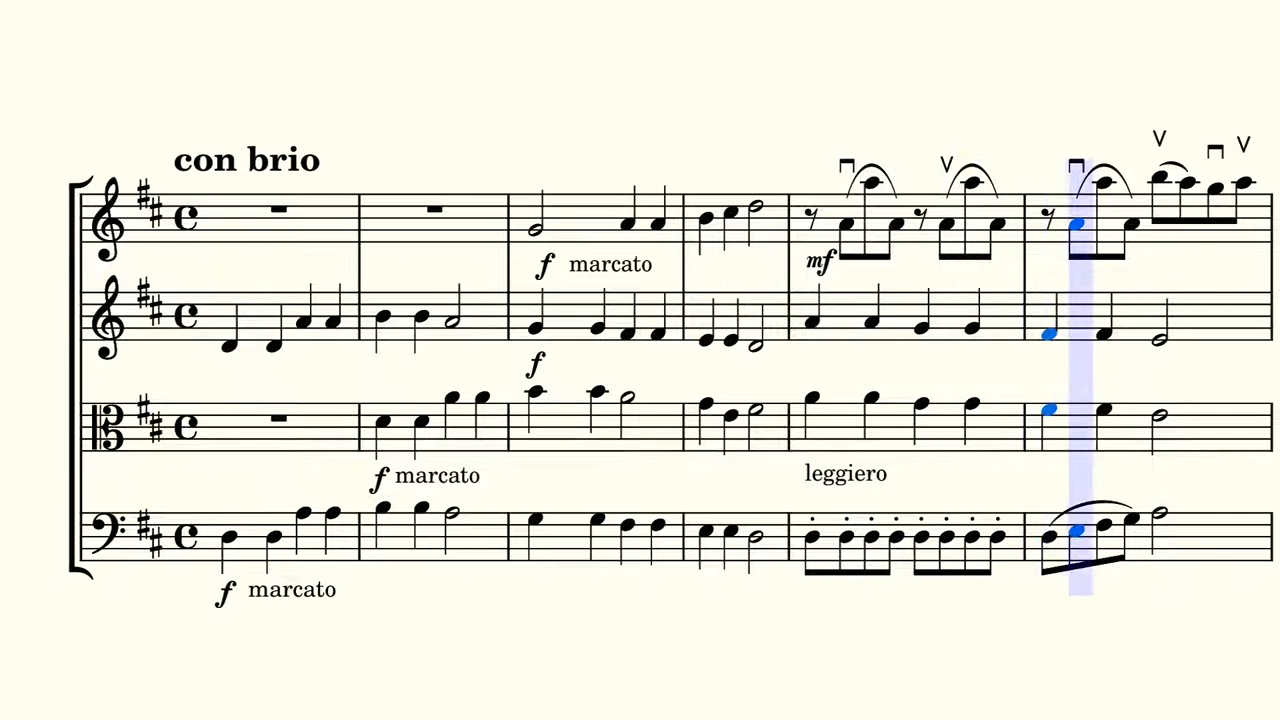 con brio
f marcato
f
f marcato
leggiero
mf
f marcato